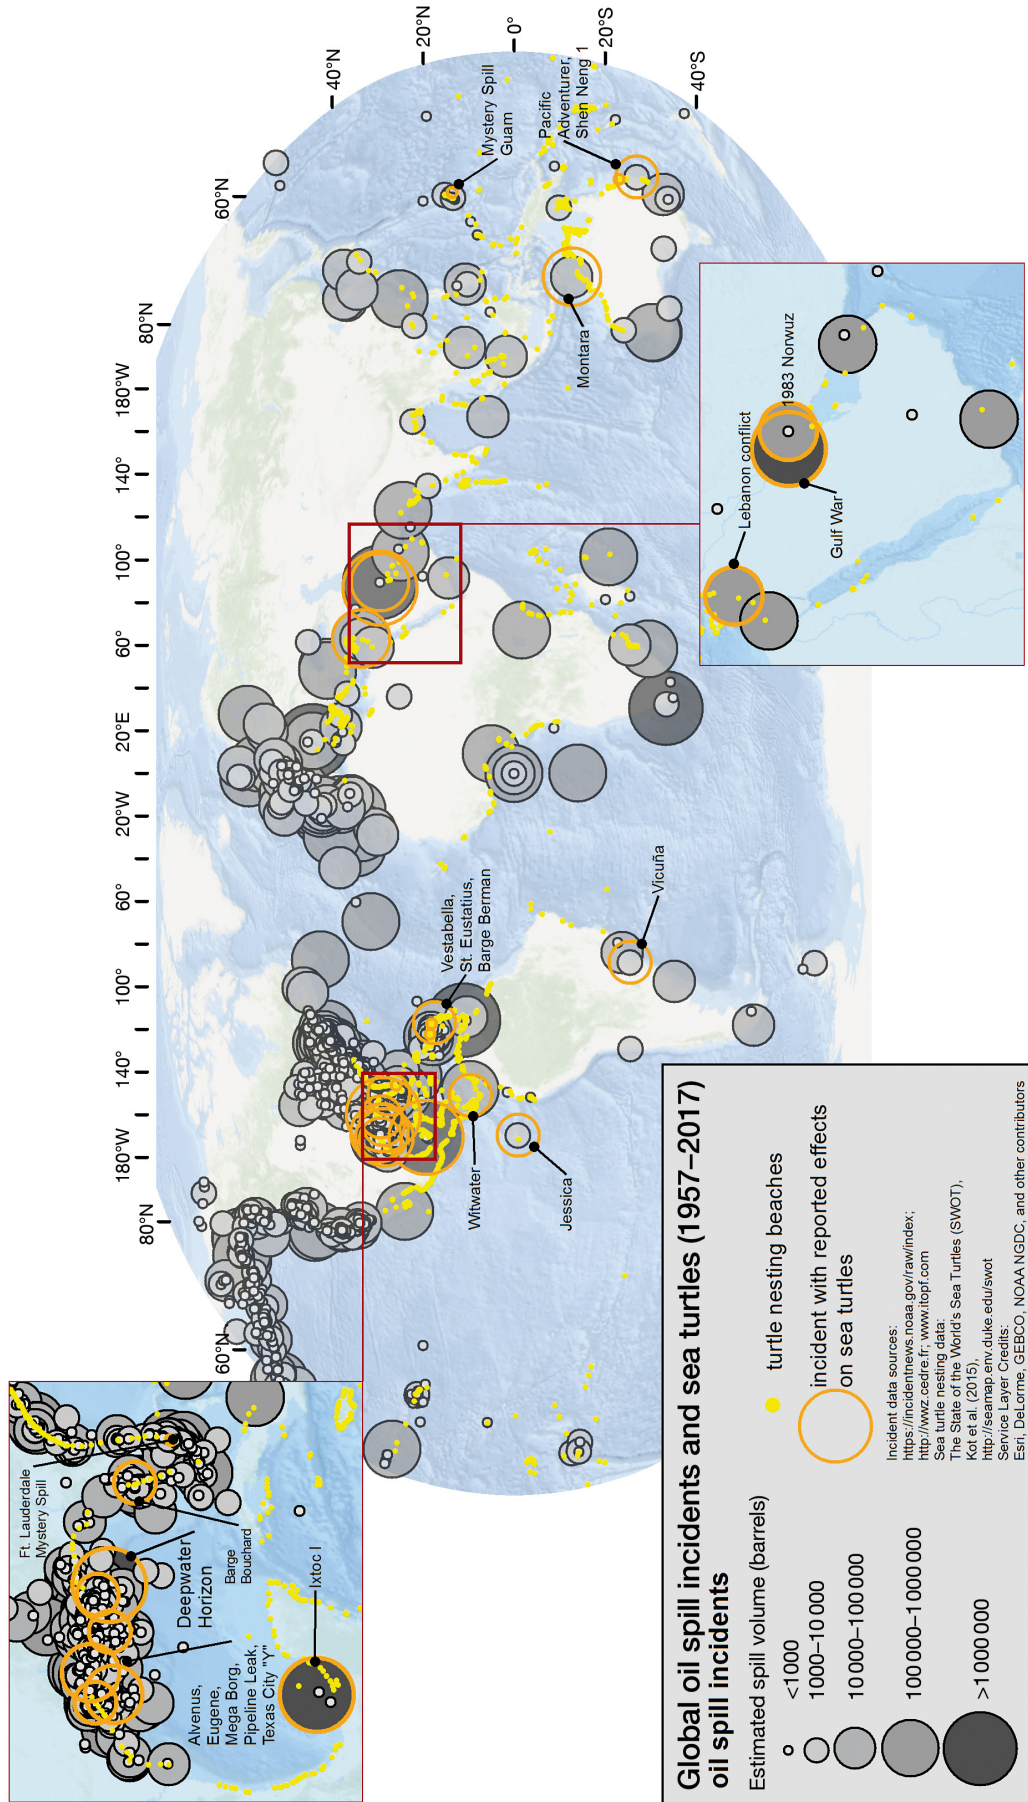 Ft. Lauderdale
Mystery Spill
Barge
Bouchard
Deepwater
Horizon
Alvenus,
Eugene,
Mega Borg,
Pipeline Leak,
Texas City "Y"
Ixtoc I
60°N
80°N
180°W
140°W
100°W
60°
20°W
20°E
60°
100°
140°
180°W
80°N
60°N
40°N
20°N
0°
20°S
40°S
Mystery Spill
Guam
Pacific
Adventurer,
Shen Neng 1
Montara
Vestabella,
St. Eustatius,
Barge Berman
Vicuña
Witwater
Jessica
Lebanon conflict
1983 Norwuz
Gulf War
Global oil spill incidents and sea turtles (1957–2017)
oil spill incidents
Estimated spill volume (barrels)
<1000
1000–10 000
10 000–100 000
100 000–1 000 000
>1 000 000
turtle nesting beaches
incident with reported effects
on sea turtles
Incident data sources:
https://incidentnews.noaa.gov/raw/index;
http://wwz.cedre.fr; www.itopf.com
Sea turtle nesting data:
The State of the World's Sea Turtles (SWOT),
Kot et al. (2015),
http://seamap.env.duke.edu/swot
Service Layer Credits:
Esri, DeLorme, GEBCO, NOAA NGDC, and other contributors